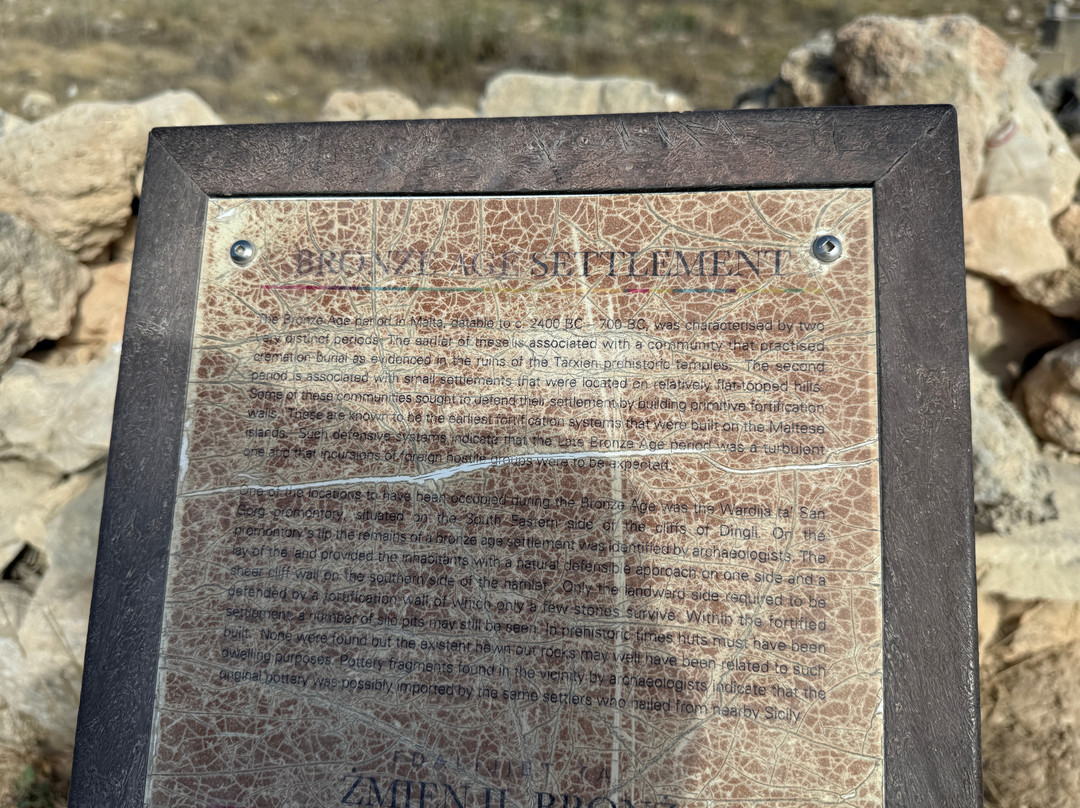 BRONZE AGE SETTLEMENT
The Bronze Age period in Malta, datable to c. 2400 BC - 700 BC, was characterised by two
very distinct periods. The earlier of these is associated with a community that practised
cremation burial as evidenced in the ruins of the Tarxien prehistoric temples. The second
period is associated with small settlements that were located on relatively flat-topped hills.
Some of these communities sought to defend their settlement by building primitive fortification
walls. These are known to be the earliest fortification systems that were built on the Maltese
islands. Such defensive systems indicate that the Late Bronze Age period was a turbulent
one and that incursions of foreign hostile groups were to be expected.
One of the locations to have been occupied during the Bronze Age was the Wardija ta' San
Ġorġ promontory, situated on the South Eastern side of the cliffs of Dingli. On the
promontory's tip the remains of a bronze age settlement was identified by archaeologists. The
lay of the land provided the inhabitants with a natural defensible approach on one side and a
sheer cliff wall on the southern side of the hamlet. Only the landward side required to be
defended by a fortification wall of which only a few stones survive. Within the fortified
settlement a number of silo pits may still be seen. In prehistoric times huts must have been
built. None were found but the existent hewn out rocks may well have been related to such
dwelling purposes. Pottery fragments found in the vicinity by archaeologists indicate that the
original pottery was possibly imported by the same settlers who hailed from nearby Sicily.
ŻMIEN IL-BRONŻ